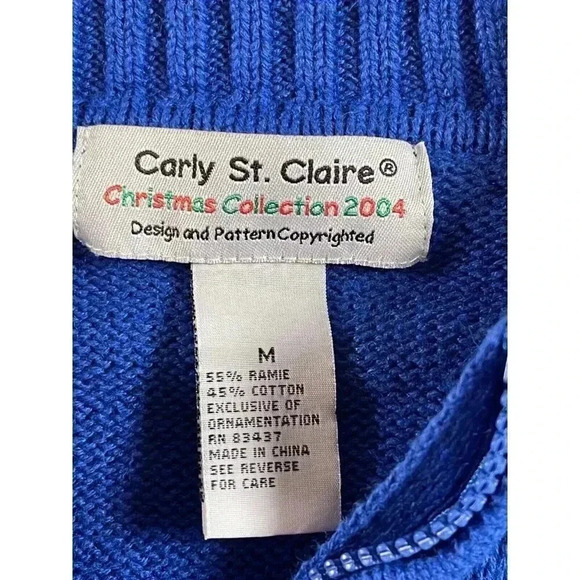 Carly St. Claire®
Christmas Collection 2004
Design and Pattern Copyrighted
M
55% RAMIE
45% COTTON
EXCLUSIVE OF
ORNAMENTATION
RN 83437
MADE IN CHINA
SEE REVERSE
FOR CARE